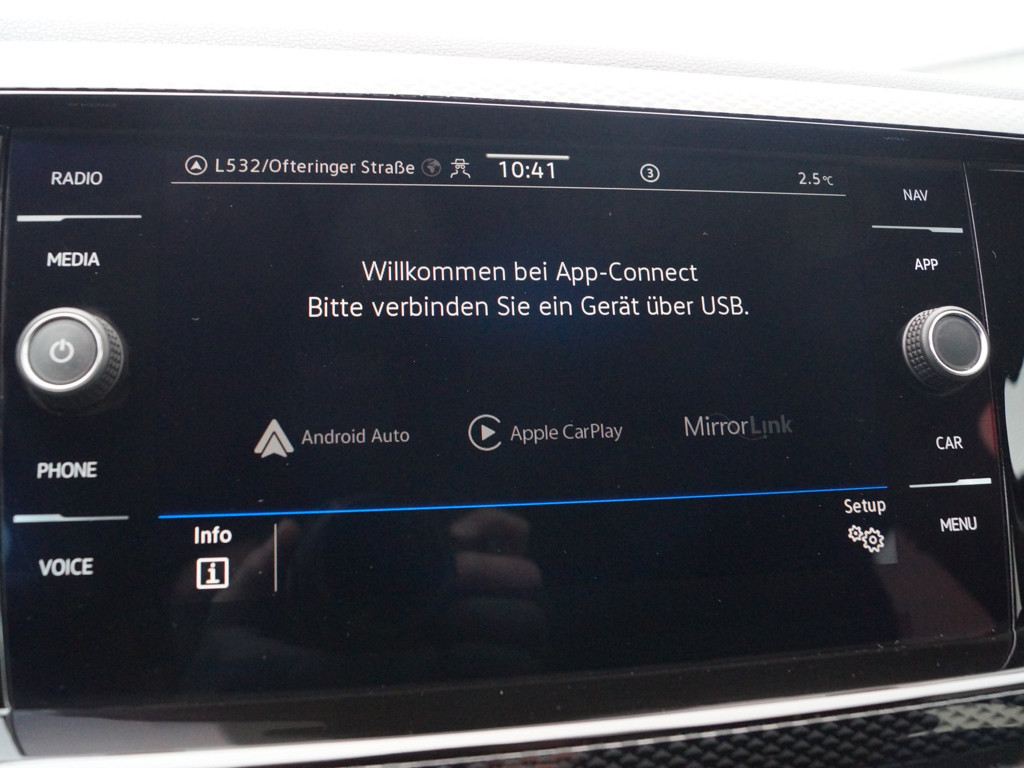 RADIO
MEDIA
PHONE
VOICE
L532/Ofteringer Straße
10:41
3
2.5°C
Willkommen bei App-Connect
Bitte verbinden Sie ein Gerät über USB.
Android Auto
Apple CarPlay
MirrorLink
Info
i
Setup
NAV
APP
CAR
MENU